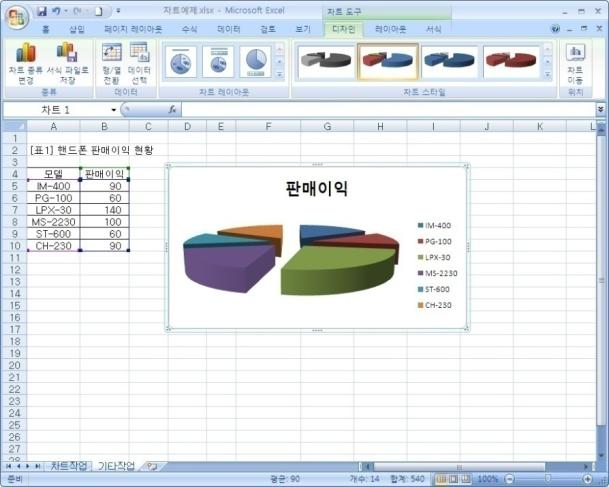 차트예제.xlsx - Microsoft Excel
차트 도구
홈 삽입 페이지 레이아웃 수식 데이터 검토 보기 디자인 레이아웃 서식
차트 종류 변경
서식 파일로 저장
행/열 전환
데이터 선택
차트 이동
종류 데이터 차트 레이아웃 차트 스타일 위치
차트 1 fx
A B C D E F G H I J K L
1
2 [표1] 핸드폰 판매이익 현황
3
4 모델 판매이익
5 IM-400 90
6 PG-100 60
7 LPX-30 140
8 MS-2230 100
9 ST-600 60
10 CH-230 90
11
12
13
14
15
16
17
18
19
20
21
22
23
24
25
26
27
28
판매이익
IM-400
PG-100
LPX-30
MS-2230
ST-600
CH-230
차트작업 기타작업
준비 평균: 90 개수: 14 합계: 540 100%